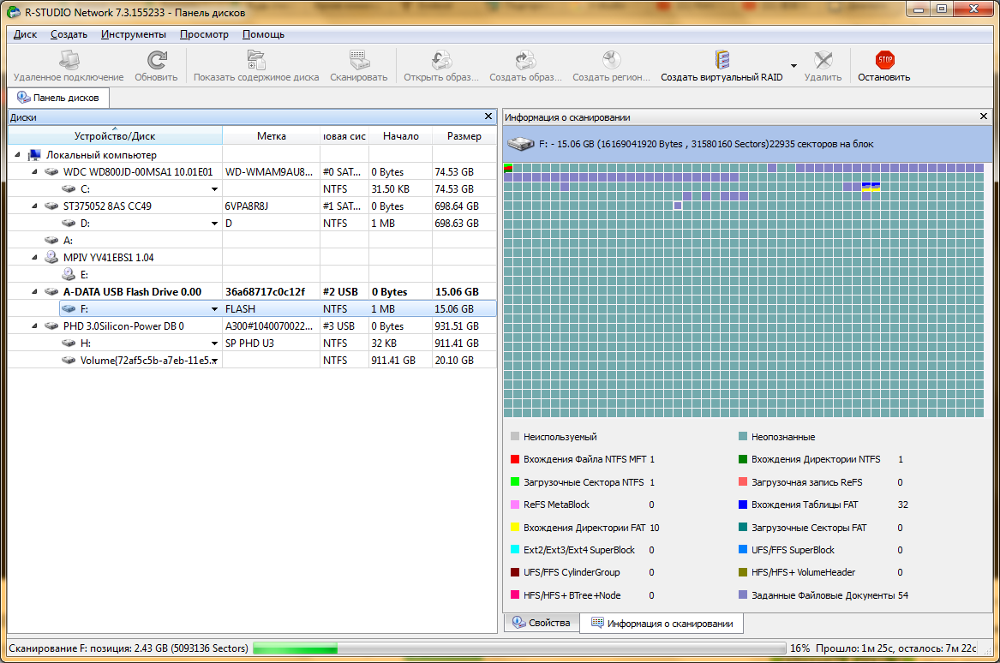 R-STUDIO Network 7.3.155233 - Панель дисков
Диск Создать Инструменты Просмотр Помощь
Удаленное подключение Обновить Показать содержимое диска Сканировать Открыть образ... Создать образ... Создать регион... Создать виртуальный RAID Удалить STOP Остановить
Панель дисков
Диски
Устройство/Диск Метка ювая сис Начало Размер
Локальный компьютер
WDC WD800JD-00MSA1 10.01E01 WD-WMAM9AU8... #0 SAT... 0 Bytes 74.53 GB
C: NTFS 31.50 KB 74.53 GB
ST375052 8AS CC49 6VPA8R8J #1 SAT... 0 Bytes 698.64 GB
D: D NTFS 1 MB 698.63 GB
A:
MPIV YV41EBS1 1.04
E:
A-DATA USB Flash Drive 0.00 36a68717c0c12f #2 USB 0 Bytes 15.06 GB
F: FLASH NTFS 1 MB 15.06 GB
PHD 3.0Silicon-Power DB 0 A300#1040070022... #3 USB 0 Bytes 931.51 GB
H: SP PHD U3 NTFS 32 KB 911.41 GB
Volume{72af5c5b-a7eb-11e5... NTFS 911.41 GB 20.10 GB
Информация о сканировании
F: - 15.06 GB (16169041920 Bytes , 31580160 Sectors)22935 секторов на блок
Неиспользуемый Неопознанные
Вхождения Файла NTFS MFT 1 Вхождения Директории NTFS 1
Загрузочные Сектора NTFS 1 Загрузочная запись ReFS 0
ReFS MetaBlock 0 Вхождения Таблицы FAT 32
Вхождения Директории FAT 10 Загрузочные Секторы FAT 0
Ext2/Ext3/Ext4 SuperBlock 0 UFS/FFS SuperBlock 0
UFS/FFS CylinderGroup 0 HFS/HFS+ VolumeHeader 0
HFS/HFS+ BTree+Node 0 Заданные Файловые Документы 54
Свойства Информация о сканировании
Сканирование F: позиция: 2.43 GB (5093136 Sectors) 16% Прошло: 1м 25с, осталось: 7м 22с